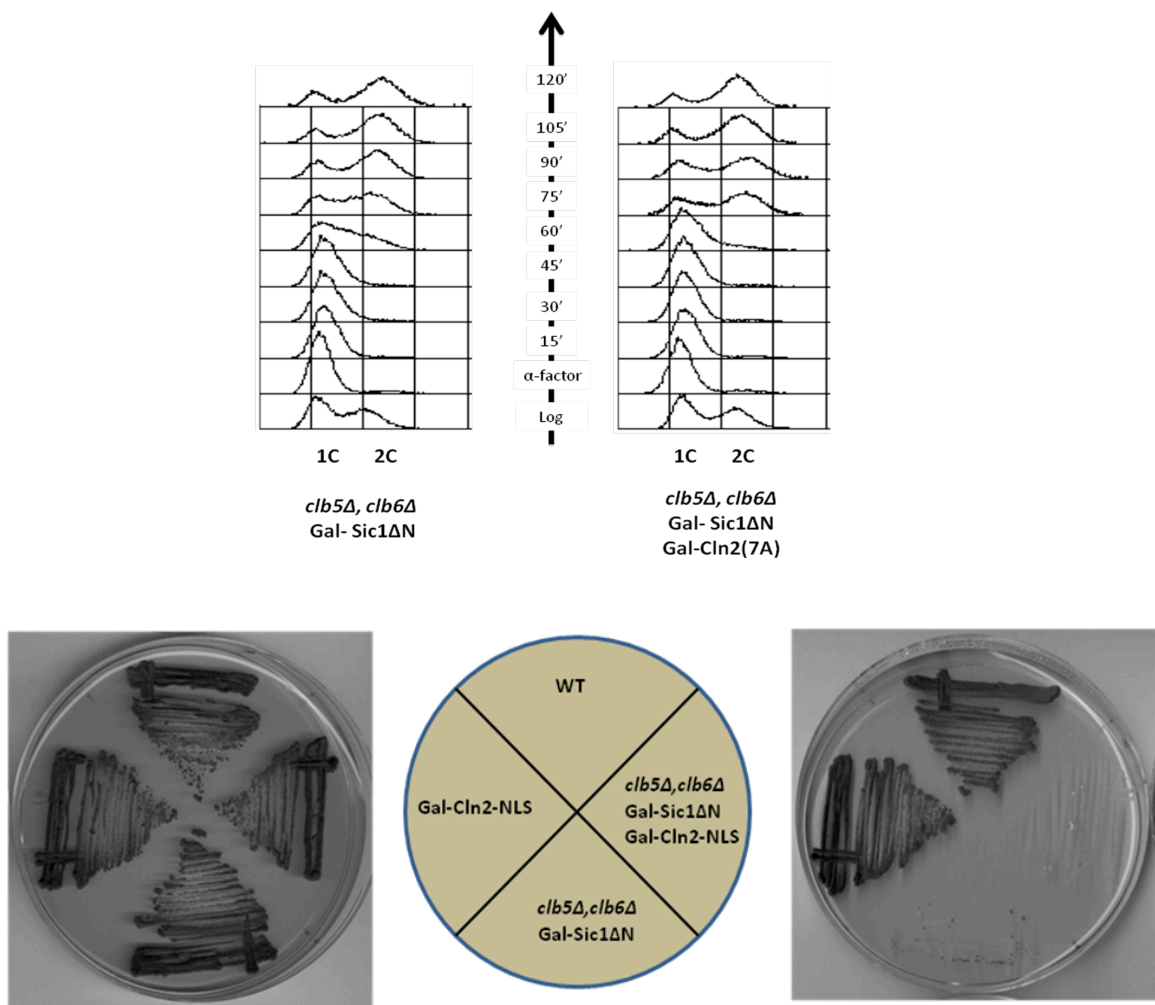 120′
105′
90′
75′
60′
45′
30′
15′
α-factor
Log
1C 2C
1C 2C
clb5Δ, clb6Δ
Gal- Sic1ΔN
clb5Δ, clb6Δ
Gal- Sic1ΔN
Gal-Cln2(7A)
WT
Gal-Cln2-NLS
clb5Δ,clb6Δ
Gal-Sic1ΔN
Gal-Cln2-NLS
clb5Δ,clb6Δ
Gal-Sic1ΔN